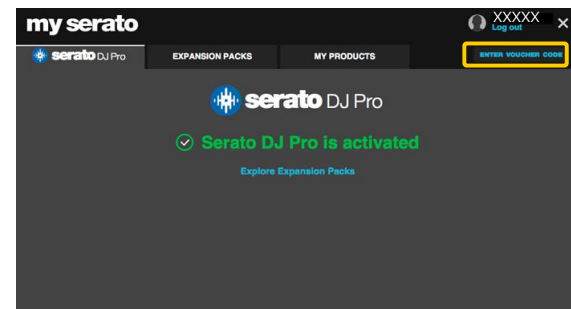 my serato
XXXXX
Log out
serato DJ Pro
EXPANSION PACKS
MY PRODUCTS
ENTER VOUCHER CODE
serato DJ Pro
Serato DJ Pro is activated
Explore Expansion Packs